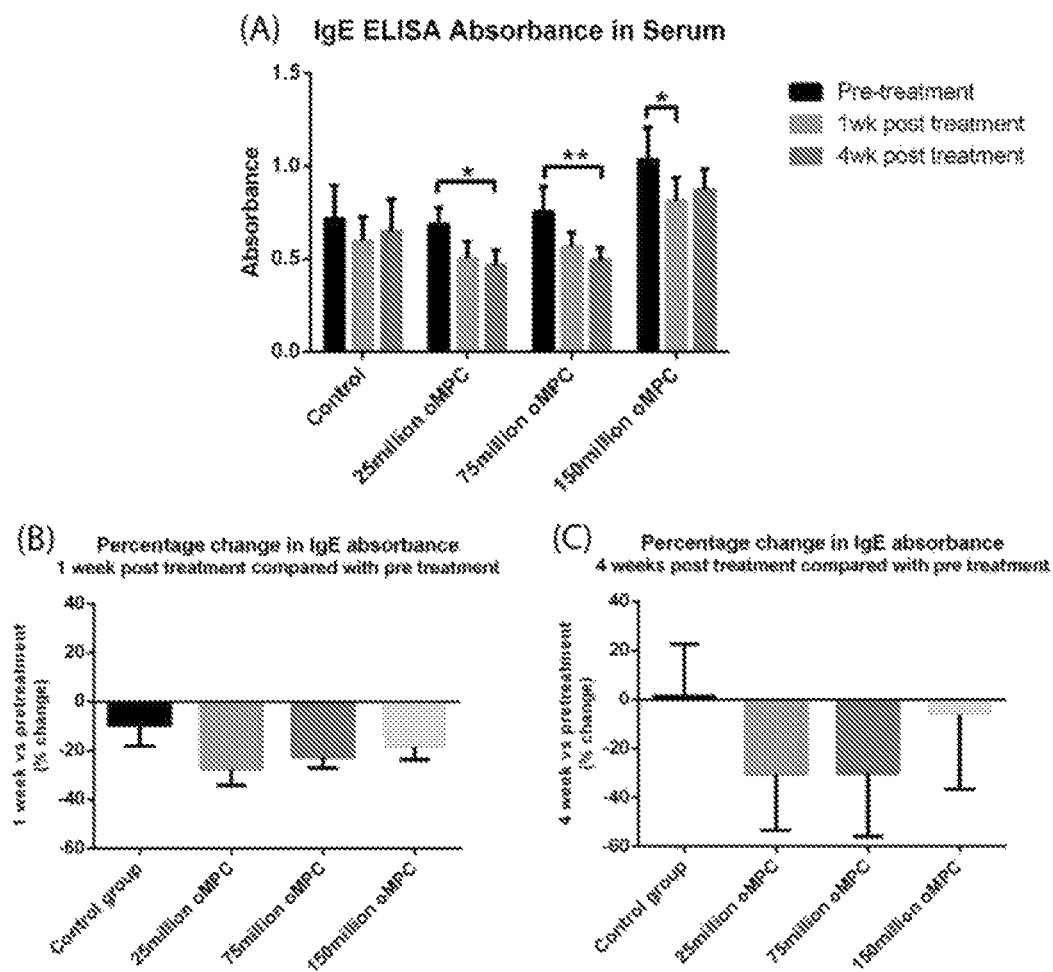 (A) IgE ELISA Absorbance in Serum
1.5
1.0
0.5
0.0
Absorbance
* ** *
Pre-treatment
1wk post treatment
4wk post treatment
Control
25million oMPC
75million oMPC
150million oMPC
(B) Percentage change in IgE absorbance
1 week post treatment compared with pre treatment
40
20
0
-20
-40
-60
1 week vs pretreatment
(% change)
Control group
25million oMPC
75million oMPC
150million oMPC
(C) Percentage change in IgE absorbance
4 weeks post treatment compared with pre treatment
40
20
0
-20
-40
-60
4 week vs pretreatment
(% change)
Control group
25million oMPC
75million oMPC
150million oMPC